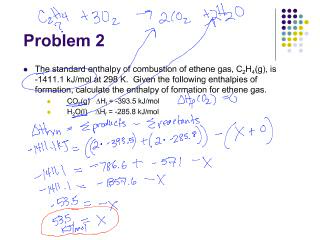 C₂H₄ + 3O₂ → 2CO₂ + 2H₂O
?
Problem 2
The standard enthalpy of combustion of ethene gas, C₂H₄(g), is
-1411.1 kJ/mol at 298 K. Given the following enthalpies of
formation, calculate the enthalpy of formation for ethene gas.
CO₂(g) ΔHf = -393.5 kJ/mol ΔHf(O₂) = 0
H₂O(l) ΔHf = -285.8 kJ/mol
ΔHrxn = Σ products - Σ reactants
-1411.1 kJ = ((2·-393.5) + (2·-285.8)) - (X + 0)
-1411.1 = -786.6 + -571 - X
-1411.1 = -1357.6 - X
-53.5 = -X
53.5 = X
kJ/mol